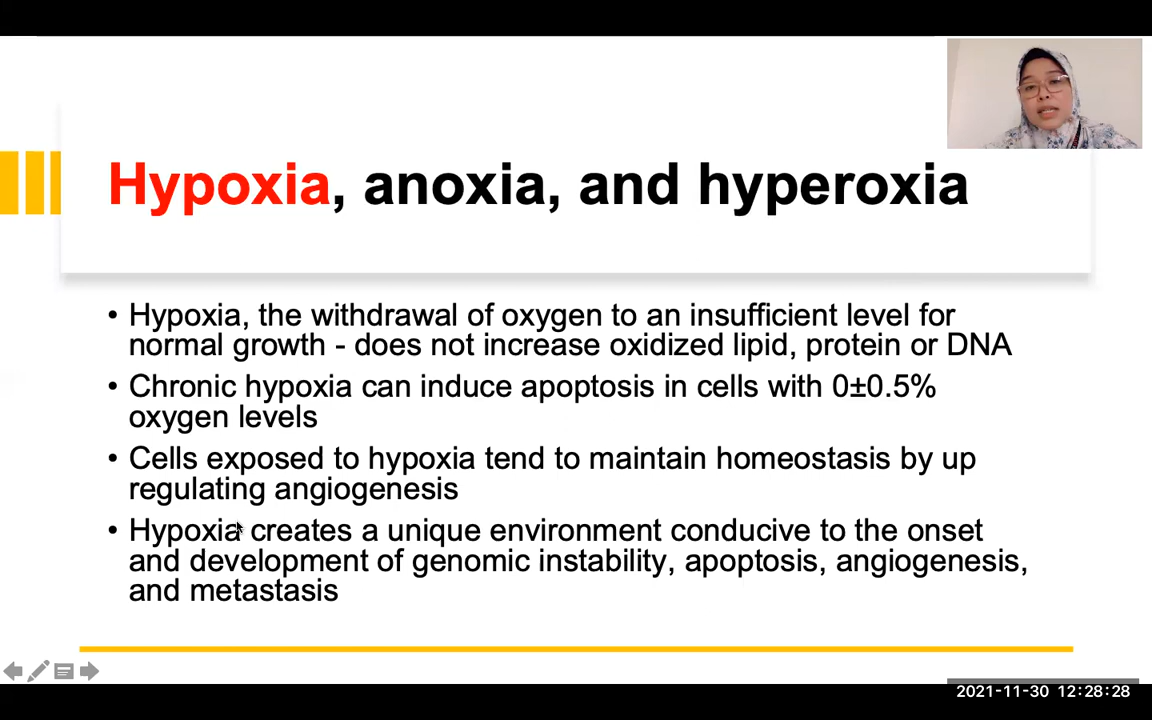 Hypoxia, anoxia, and hyperoxia
• Hypoxia, the withdrawal of oxygen to an insufficient level for
normal growth - does not increase oxidized lipid, protein or DNA
• Chronic hypoxia can induce apoptosis in cells with 0±0.5%
oxygen levels
• Cells exposed to hypoxia tend to maintain homeostasis by up
regulating angiogenesis
• Hypoxia creates a unique environment conducive to the onset
and development of genomic instability, apoptosis, angiogenesis,
and metastasis
2021-11-30 12:28:28